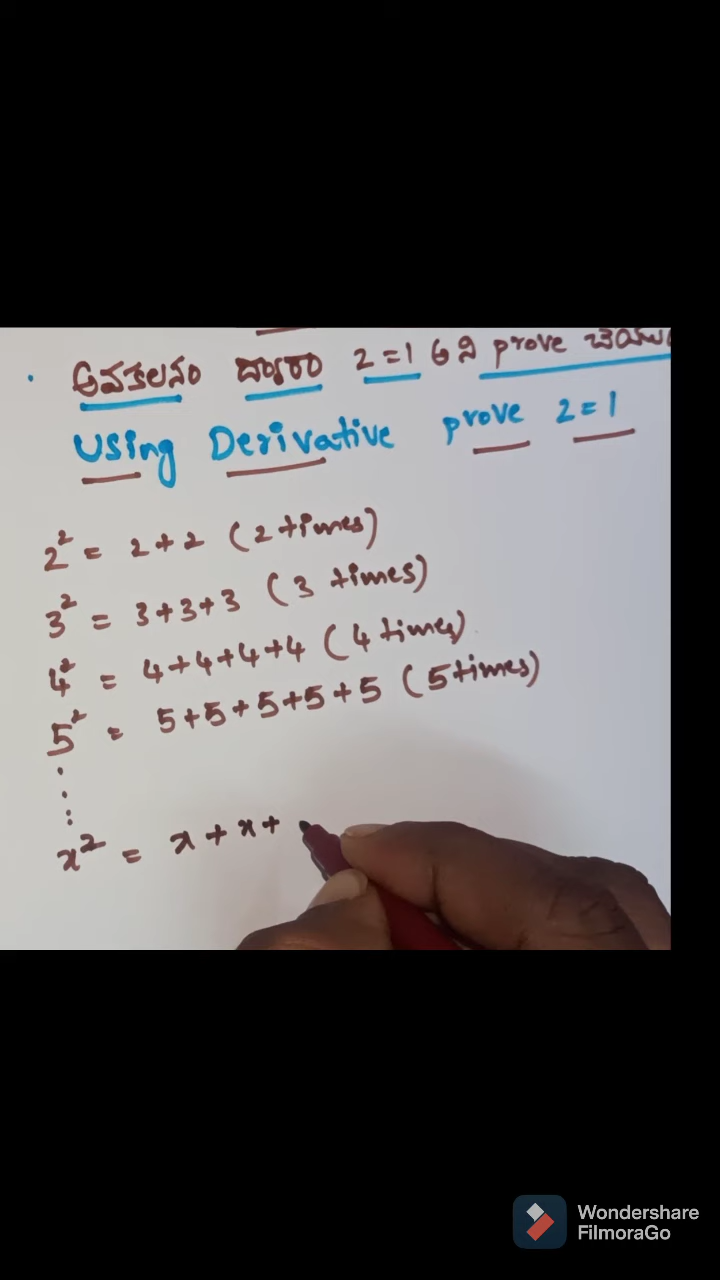 . అవకలనం ద్వారా 2=1 అని prove చేయు
Using Derivative prove 2=1
2² = 2+2 (2 times)
3² = 3+3+3 (3 times)
4² = 4+4+4+4 (4 times)
5² = 5+5+5+5+5 (5 times)
x² = x + x +
Wondershare
FilmoraGo